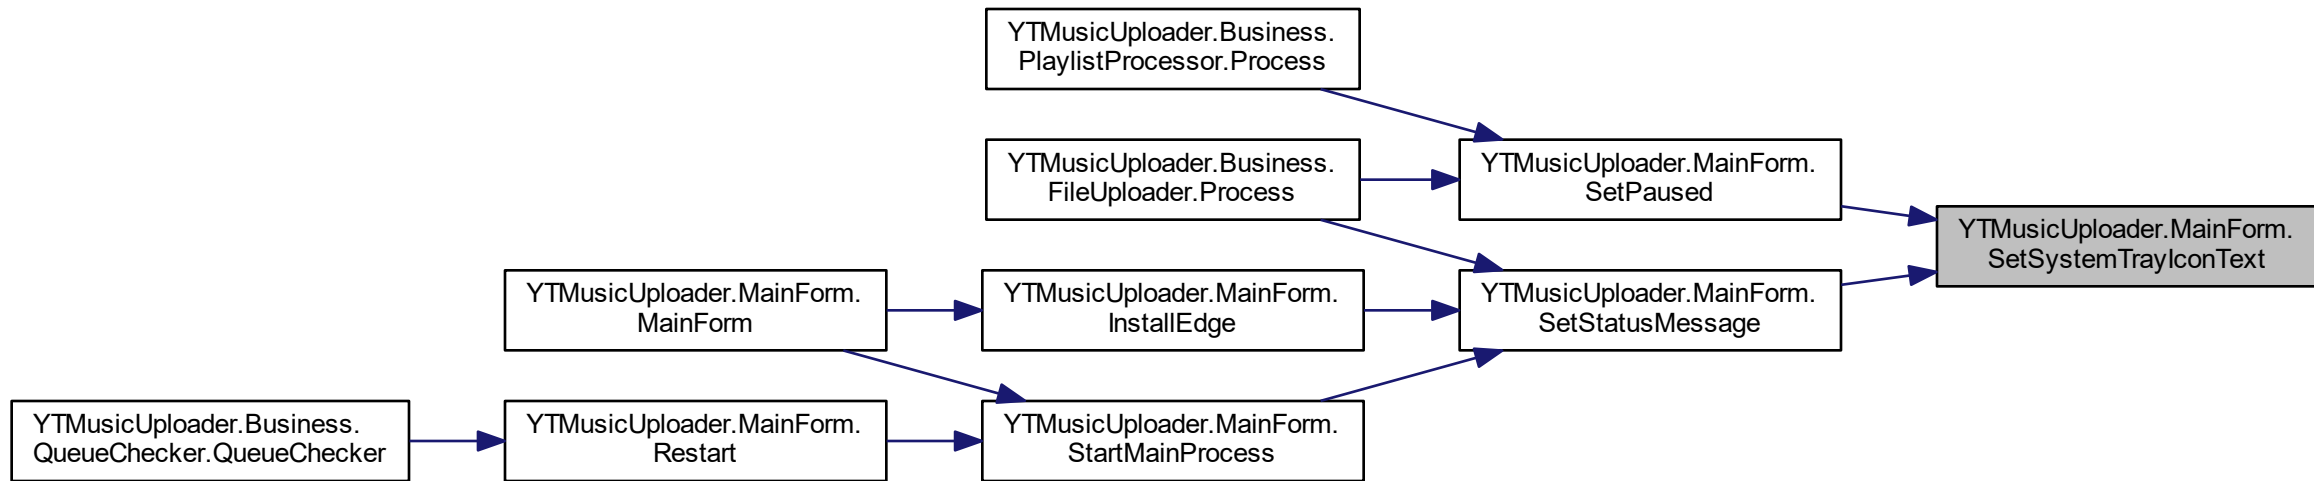 YTMusicUploader.Business.
PlaylistProcessor.Process
YTMusicUploader.Business.
FileUploader.Process
YTMusicUploader.MainForm.
SetPaused
YTMusicUploader.MainForm.
SetSystemTrayIconText
YTMusicUploader.MainForm.
MainForm
YTMusicUploader.MainForm.
InstallEdge
YTMusicUploader.MainForm.
SetStatusMessage
YTMusicUploader.Business.
QueueChecker.QueueChecker
YTMusicUploader.MainForm.
Restart
YTMusicUploader.MainForm.
StartMainProcess